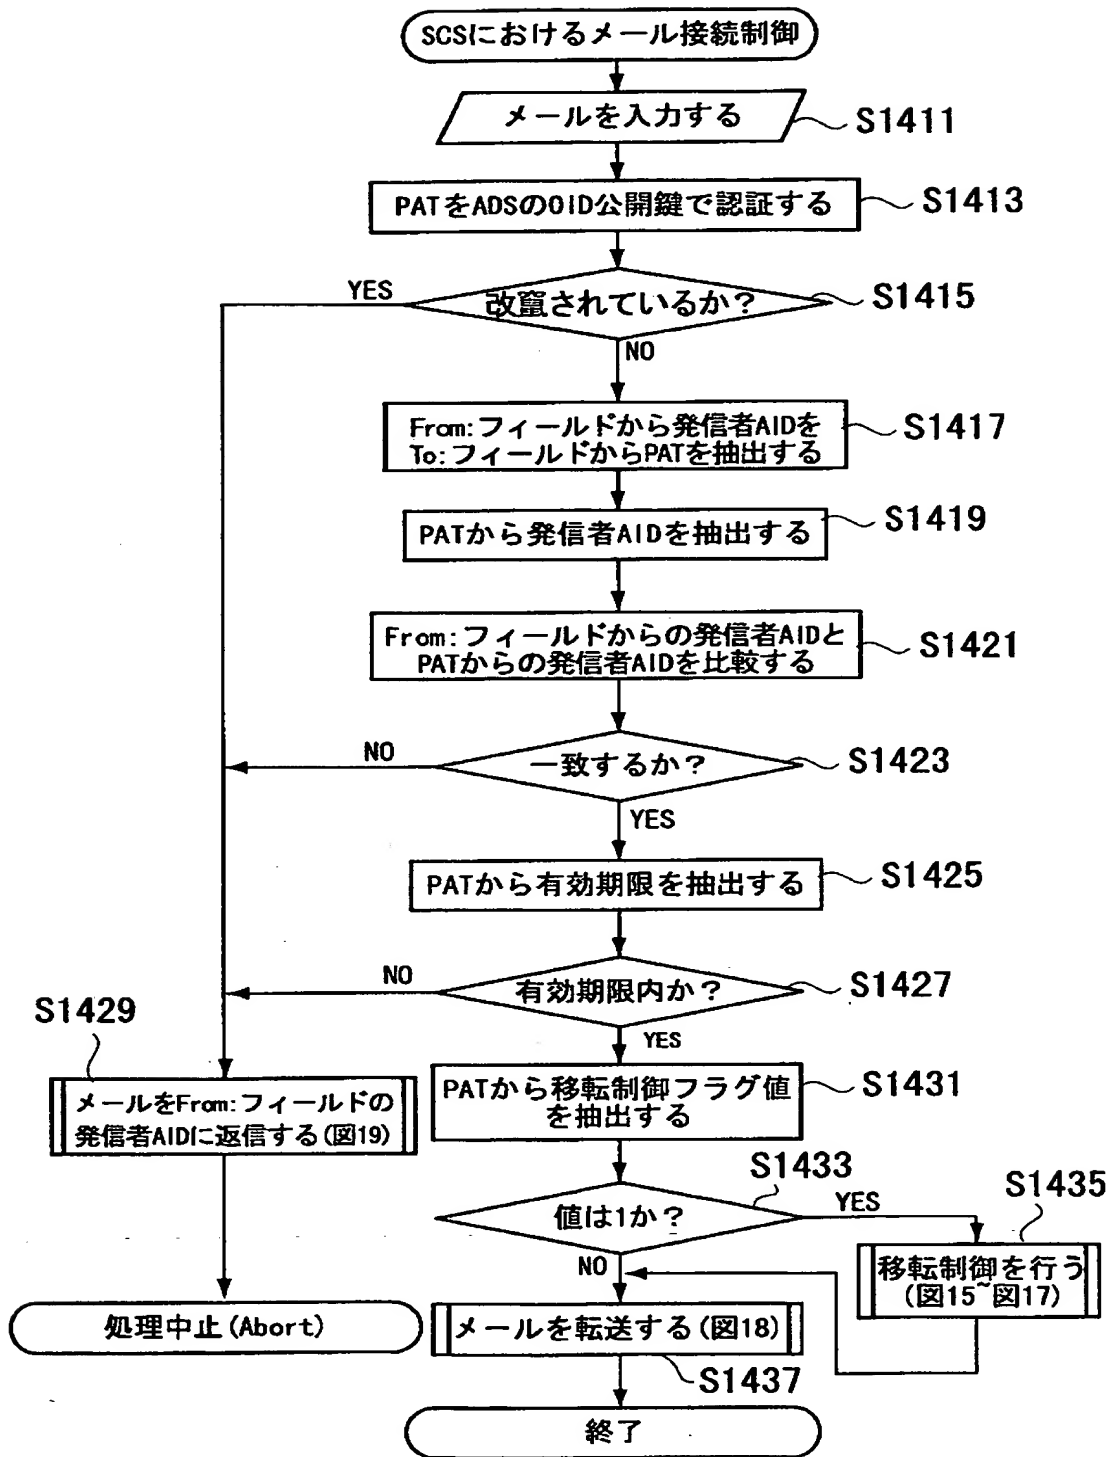 SCSにおけるメール接続制御
メールを入力する
S1411
PATをADSのOID公開鍵で認証する
S1413
YES
改竄されているか？
S1415
NO
From:フィールドから発信者AIDを
To:フィールドからPATを抽出する
S1417
PATから発信者AIDを抽出する
S1419
From:フィールドからの発信者AIDと
PATからの発信者AIDを比較する
S1421
NO
一致するか？
S1423
YES
PATから有効期限を抽出する
S1425
NO
有効期限内か？
S1427
YES
S1429
メールをFrom:フィールドの
発信者AIDに返信する(図19)
PATから移転制御フラグ値
を抽出する
S1431
S1433
値は1か？
YES
S1435
NO
移転制御を行う
(図15~図17)
処理中止(Abort)
メールを転送する(図18)
S1437
終了